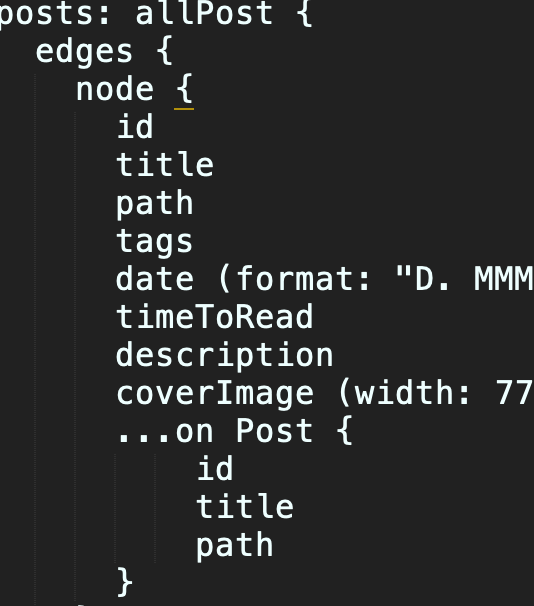 posts: allPost {
edges {
node {
id
title
path
tags
date (format: "D. MMM
timeToRead
description
coverImage (width: 77
...on Post {
id
title
path
}